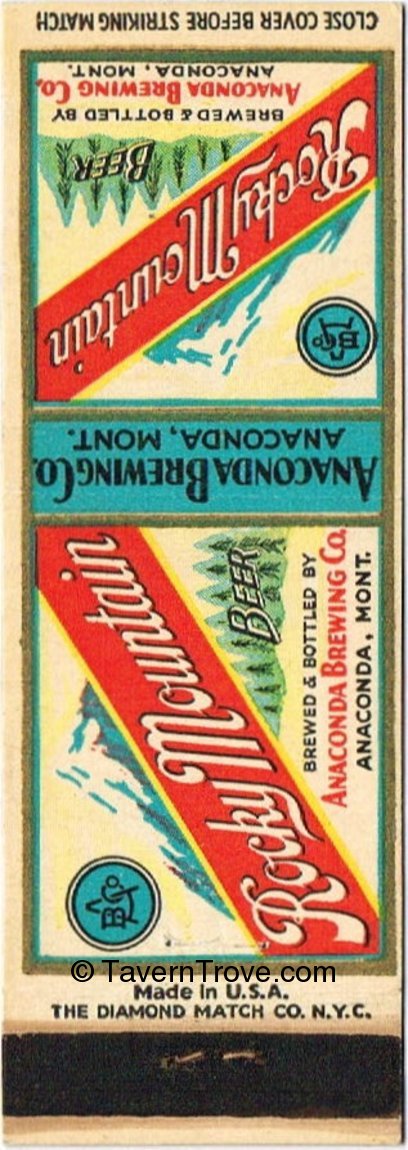 CLOSE COVER BEFORE STRIKING MATCH
Rocky Mountain
BEER
BREWED & BOTTLED BY
ANACONDA BREWING CO.
ANACONDA, MONT.
ABCo
ANACONDA BREWING CO.
ANACONDA, MONT.
Rocky Mountain
BEER
BREWED & BOTTLED BY
ANACONDA BREWING CO.
ANACONDA, MONT.
ABCo
© TavernTrove.com
Made in U.S.A.
THE DIAMOND MATCH CO. N.Y.C.